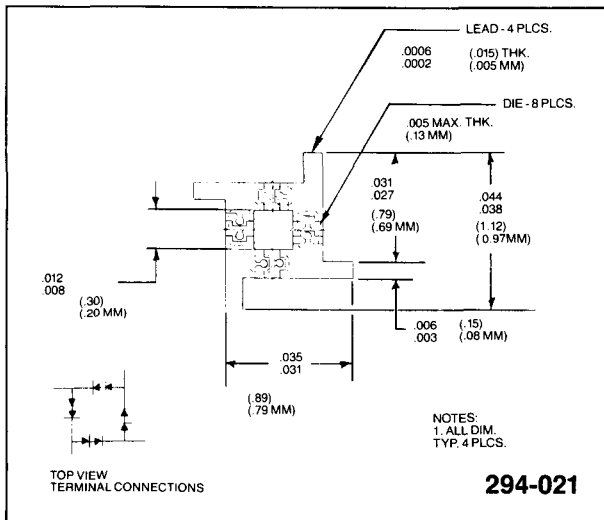 LEAD - 4 PLCS.
.0006 (.015) THK.
.0002 (.005 MM)
DIE - 8 PLCS.
.005 MAX. THK.
(.13 MM)
.031
.027
(.79)
(.69 MM)
.044
.038
(1.12)
(0.97MM)
.012
.008
(.30)
(.20 MM)
.006 (.15)
.003 (.08 MM)
.035
.031
(.89)
(.79 MM)
NOTES:
1. ALL DIM.
TYP. 4 PLCS.
TOP VIEW
TERMINAL CONNECTIONS
294-021